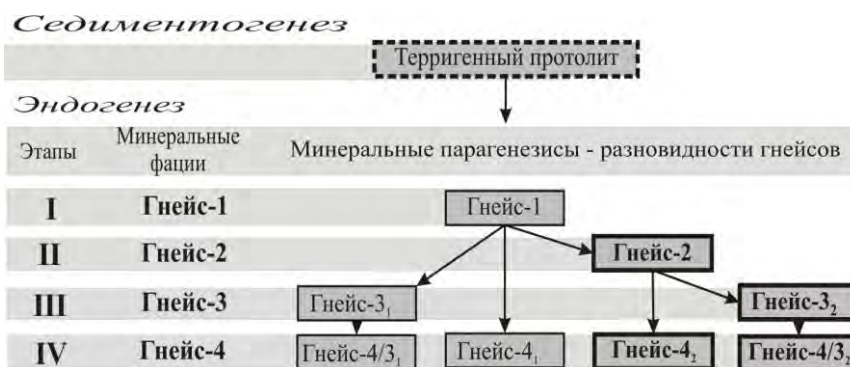 Седиментогенез
Терригенный протолит
Эндогенез
Этапы Минеральные фации Минеральные парагенезисы - разновидности гнейсов
I Гнейс-1 Гнейс-1
II Гнейс-2 Гнейс-2
III Гнейс-3 Гнейс-3₁ Гнейс-3₂
IV Гнейс-4 Гнейс-4/3₁ Гнейс-4₁ Гнейс-4₂ Гнейс-4/3₂